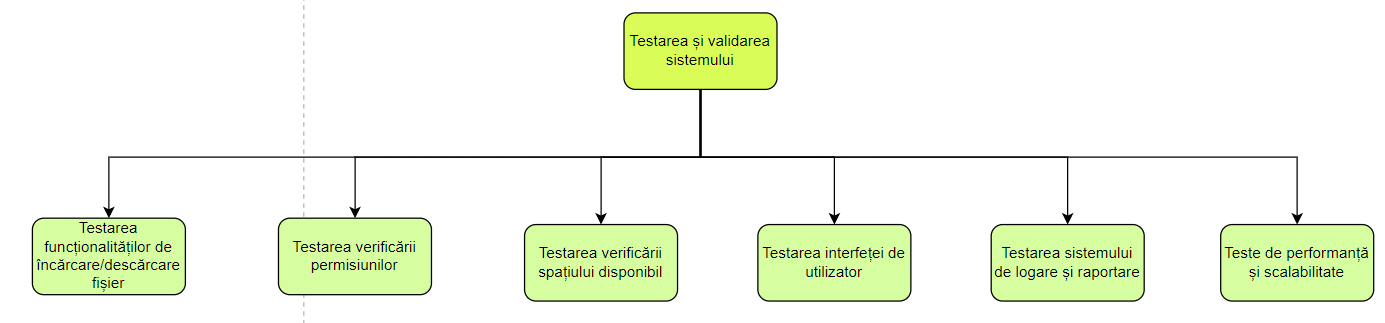 Testarea și validarea
sistemului
Testarea
funcționalităților de
încărcare/descărcare
fișier
Testarea verificării
permisiunilor
Testarea verificării
spațiului disponibil
Testarea interfeței de
utilizator
Testarea sistemului
de logare și raportare
Teste de performanță
și scalabilitate